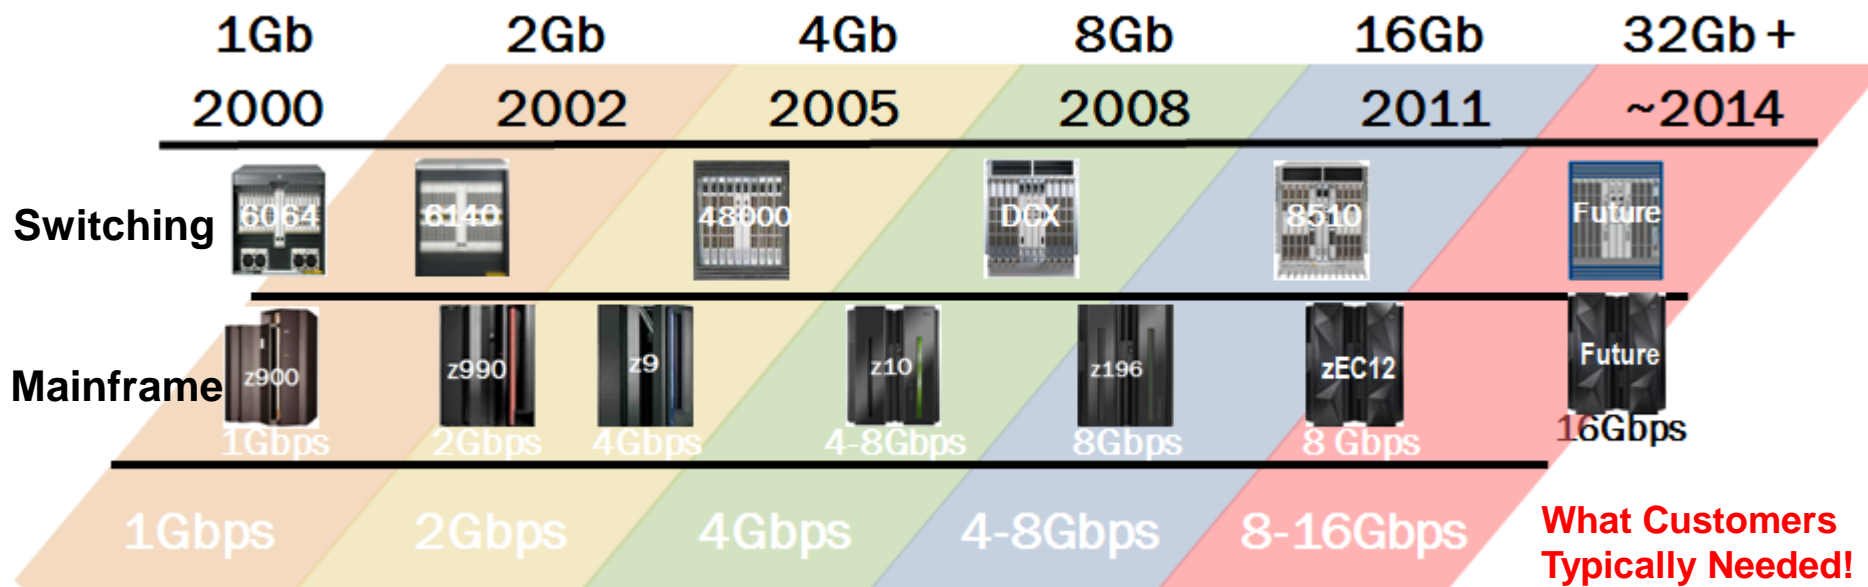 1Gb 2Gb 4Gb 8Gb 16Gb 32Gb +
2000 2002 2005 2008 2011 ~2014
Switching 6064 6140 48000 DCX 8510 Future
Mainframe z900 z990 z9 z10 z196 zEC12 Future
1Gbps 2Gbps 4Gbps 4-8Gbps 8Gbps 8 Gbps 16Gbps
1Gbps 2Gbps 4Gbps 4-8Gbps 8-16Gbps
What Customers
Typically Needed!